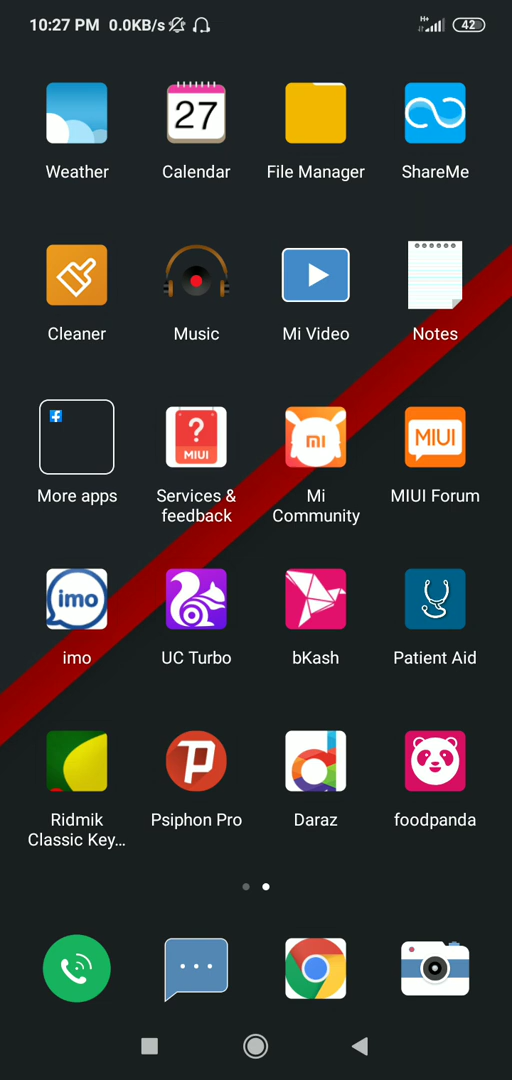 10:27 PM 0.0KB/s H+ 42
27
Weather Calendar File Manager ShareMe
Cleaner Music Mi Video Notes
? MIUI mi MIUI
More apps Services & feedback Mi Community MIUI Forum
imo
imo UC Turbo bKash Patient Aid
Ridmik Classic Key... Psiphon Pro Daraz foodpanda